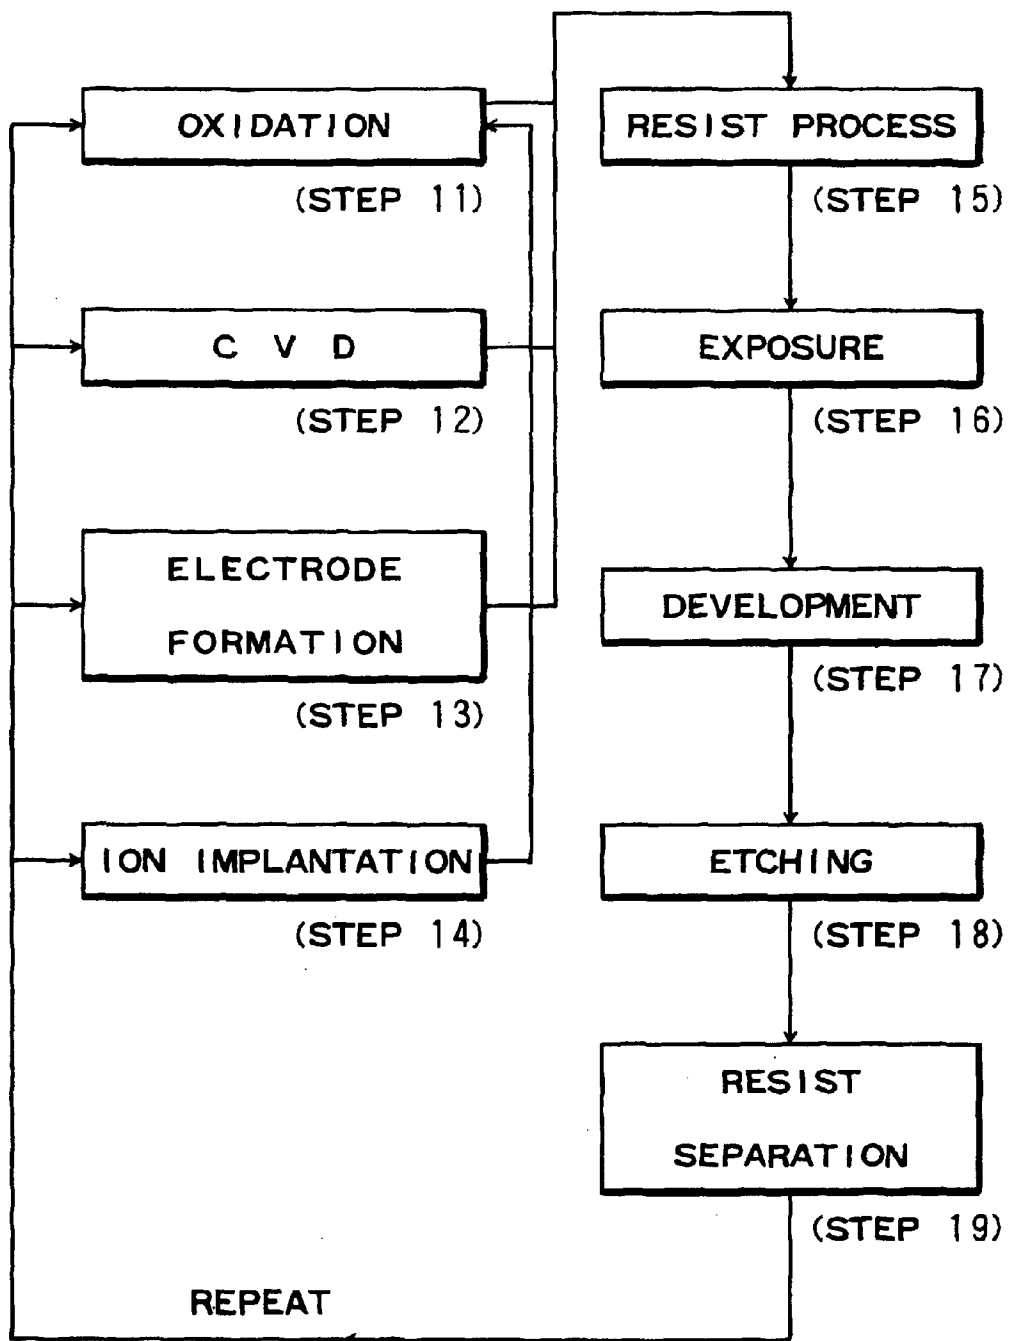 OXIDATION
(STEP 11)
C V D
(STEP 12)
ELECTRODE
FORMATION
(STEP 13)
ION IMPLANTATION
(STEP 14)
RESIST PROCESS
(STEP 15)
EXPOSURE
(STEP 16)
DEVELOPMENT
(STEP 17)
ETCHING
(STEP 18)
RESIST
SEPARATION
(STEP 19)
REPEAT